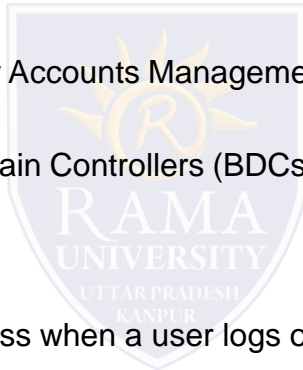 Accounts Manageme
ain Controllers (BDCs
RAMA
UNIVERSITY
UTTAR PRADESH
KANPUR
ss when a user logs o